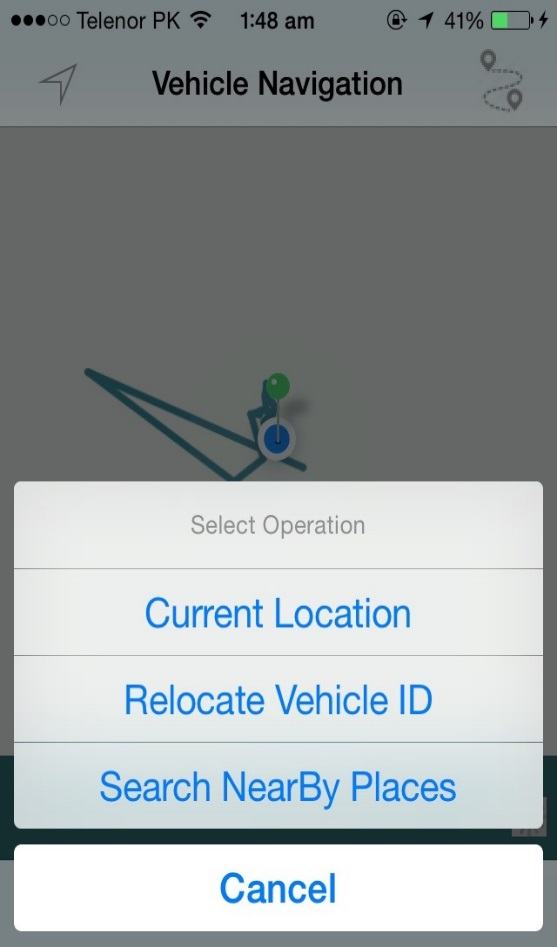 Telenor PK 1:48 am 41%
Vehicle Navigation
Select Operation
Current Location
Relocate Vehicle ID
Search NearBy Places
Cancel